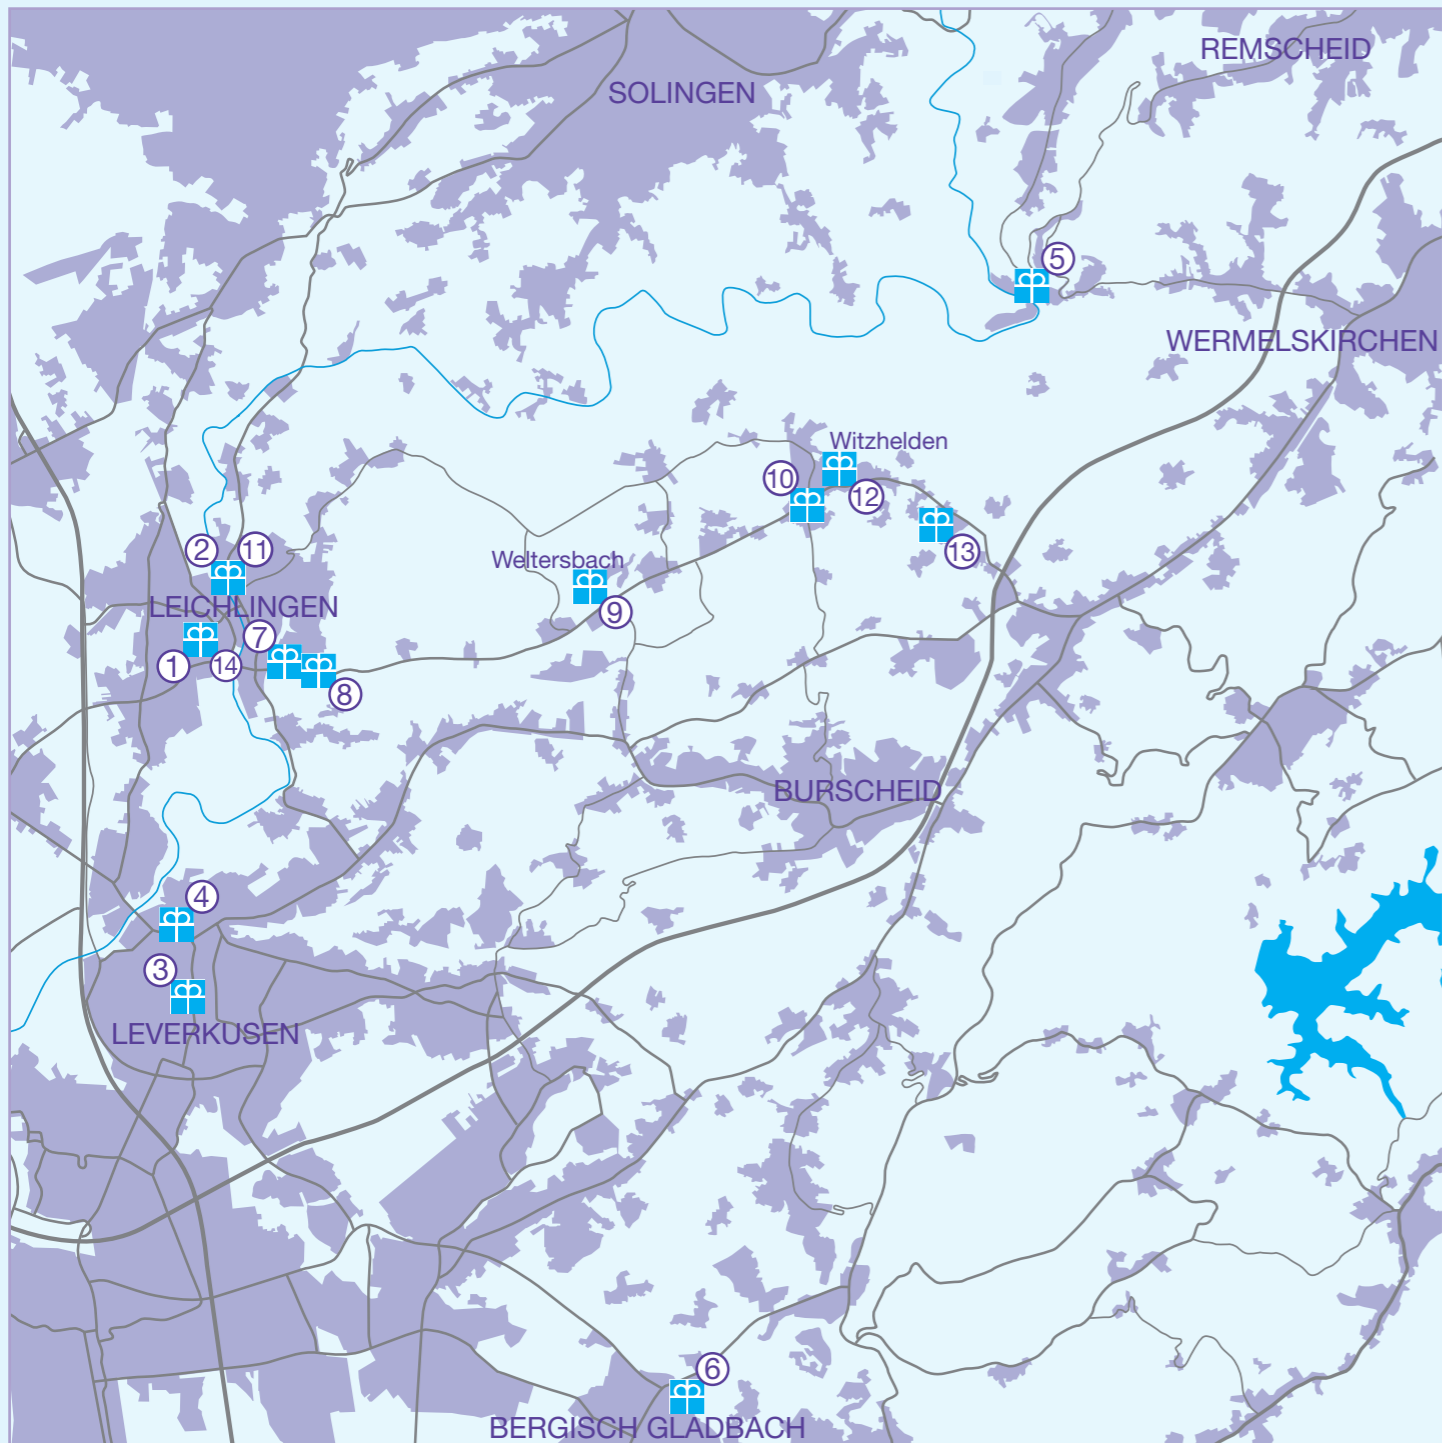 REMSCHEID
SOLINGEN
5
WERMELSKIRCHEN
Witzhelden
10
12
2
11
13
Weltersbach
LEICHLINGEN
9
7
1
14
8
BURSCHEID
4
3
LEVERKUSEN
6
BERGISCH GLADBACH